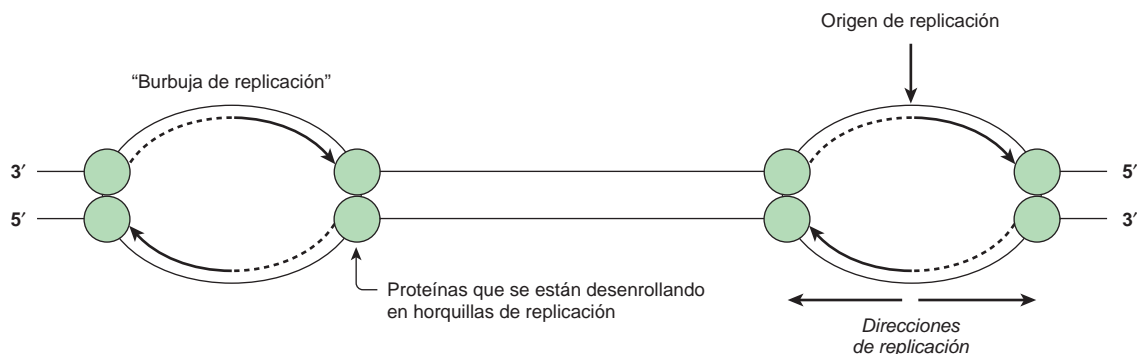 Origen de replicación
“Burbuja de replicación”
3′
5′
5′
3′
Proteínas que se están desenrollando
en horquillas de replicación
Direcciones
de replicación